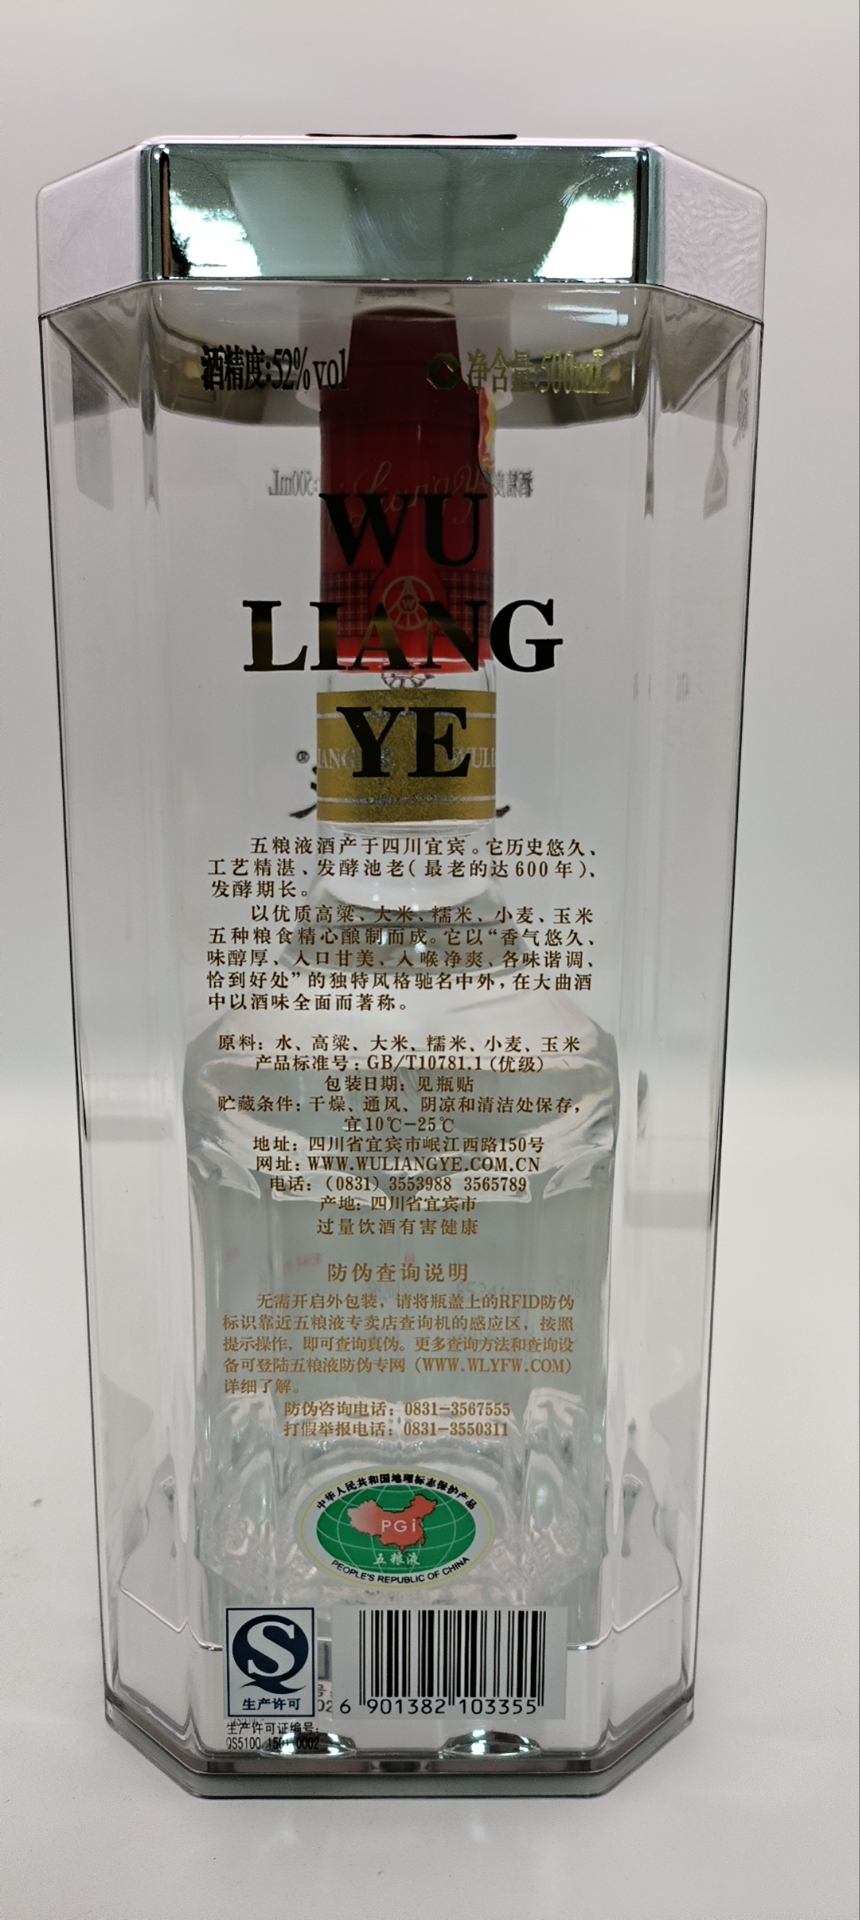 酒精度:52%vol 净含量:500mL
WU
LIANG
YE
五粮液酒产于四川宜宾。它历史悠久、
工艺精湛、发酵池老(最老的达600年)、
发酵期长。
以优质高粱、大米、糯米、小麦、玉米
五种粮食精心酿制而成。它以“香气悠久、
味醇厚、入口甘美、入喉净爽、各味谐调、
恰到好处”的独特风格驰名中外,在大曲酒
中以酒味全面而著称。
原料:水、高粱、大米、糯米、小麦、玉米
产品标准号:GB/T10781.1(优级)
包装日期:见瓶贴
贮藏条件:干燥、通风、阴凉和清洁处保存,
宜10℃-25℃
地址:四川省宜宾市岷江西路150号
网址:WWW.WULIANGYE.COM.CN
电话:(0831)3553988 3565789
产地:四川省宜宾市
过量饮酒有害健康
防伪查询说明
无需开启外包装,请将瓶盖上的RFID防伪
标识靠近五粮液专卖店查询机的感应区,按照
提示操作,即可查询真伪。更多查询方法和查询设
备可登陆五粮液防伪专网(WWW.WLYFW.COM)
详细了解。
防伪咨询电话:0831-3567555
打假举报电话:0831-3550311
中华人民共和国地理标志保护产品
PGi
五粮液
PEOPLE'S REPUBLIC OF CHINA
生产许可
6 901382 103355
生产许可证编号:
QS5100 1501 0002